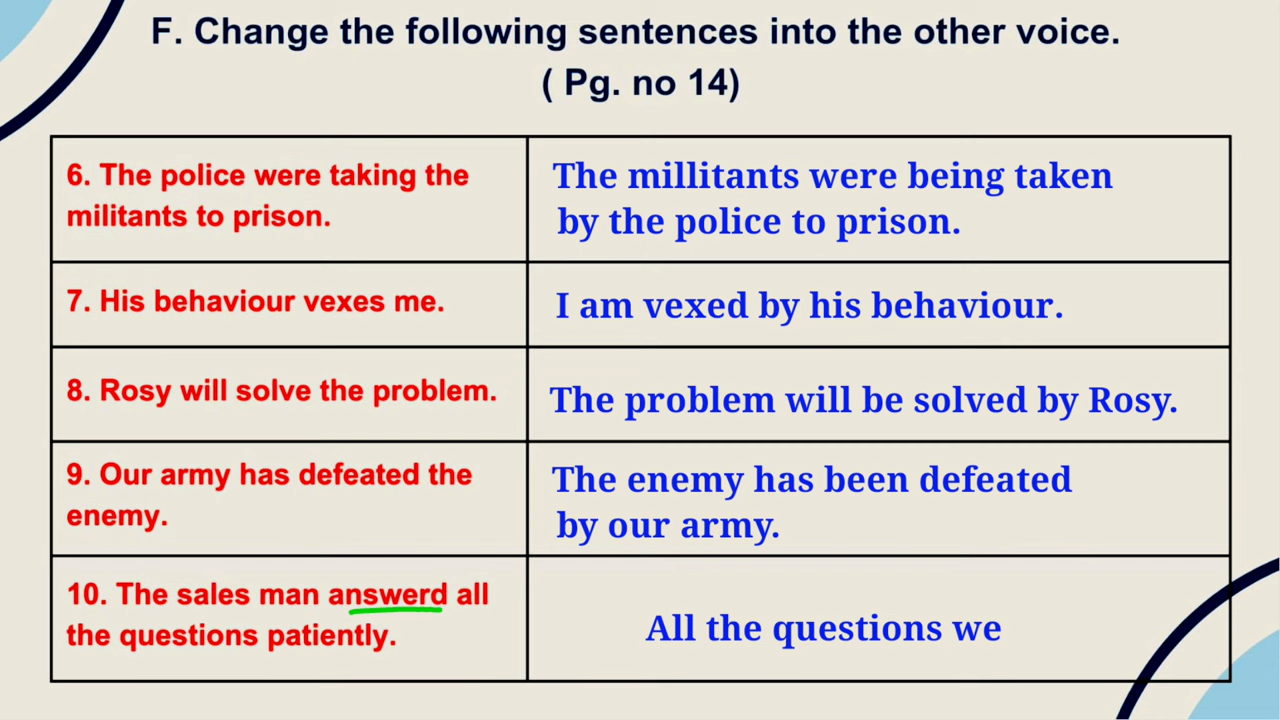 F. Change the following sentences into the other voice.
( Pg. no 14)
6. The police were taking the
militants to prison.
The millitants were being taken
by the police to prison.
7. His behaviour vexes me.
I am vexed by his behaviour.
8. Rosy will solve the problem.
The problem will be solved by Rosy.
9. Our army has defeated the
enemy.
The enemy has been defeated
by our army.
10. The sales man answerd all
the questions patiently.
All the questions we